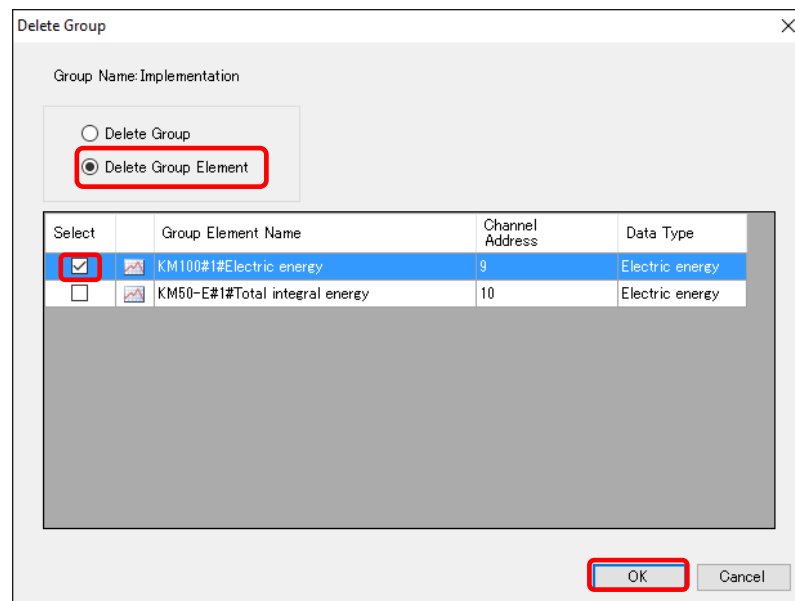 Delete Group
Group Name:Implementation
Delete Group
Delete Group Element
Select Group Element Name Channel Address Data Type
KM100#1#Electric energy 9 Electric energy
KM50-E#1#Total integral energy 10 Electric energy
OK Cancel